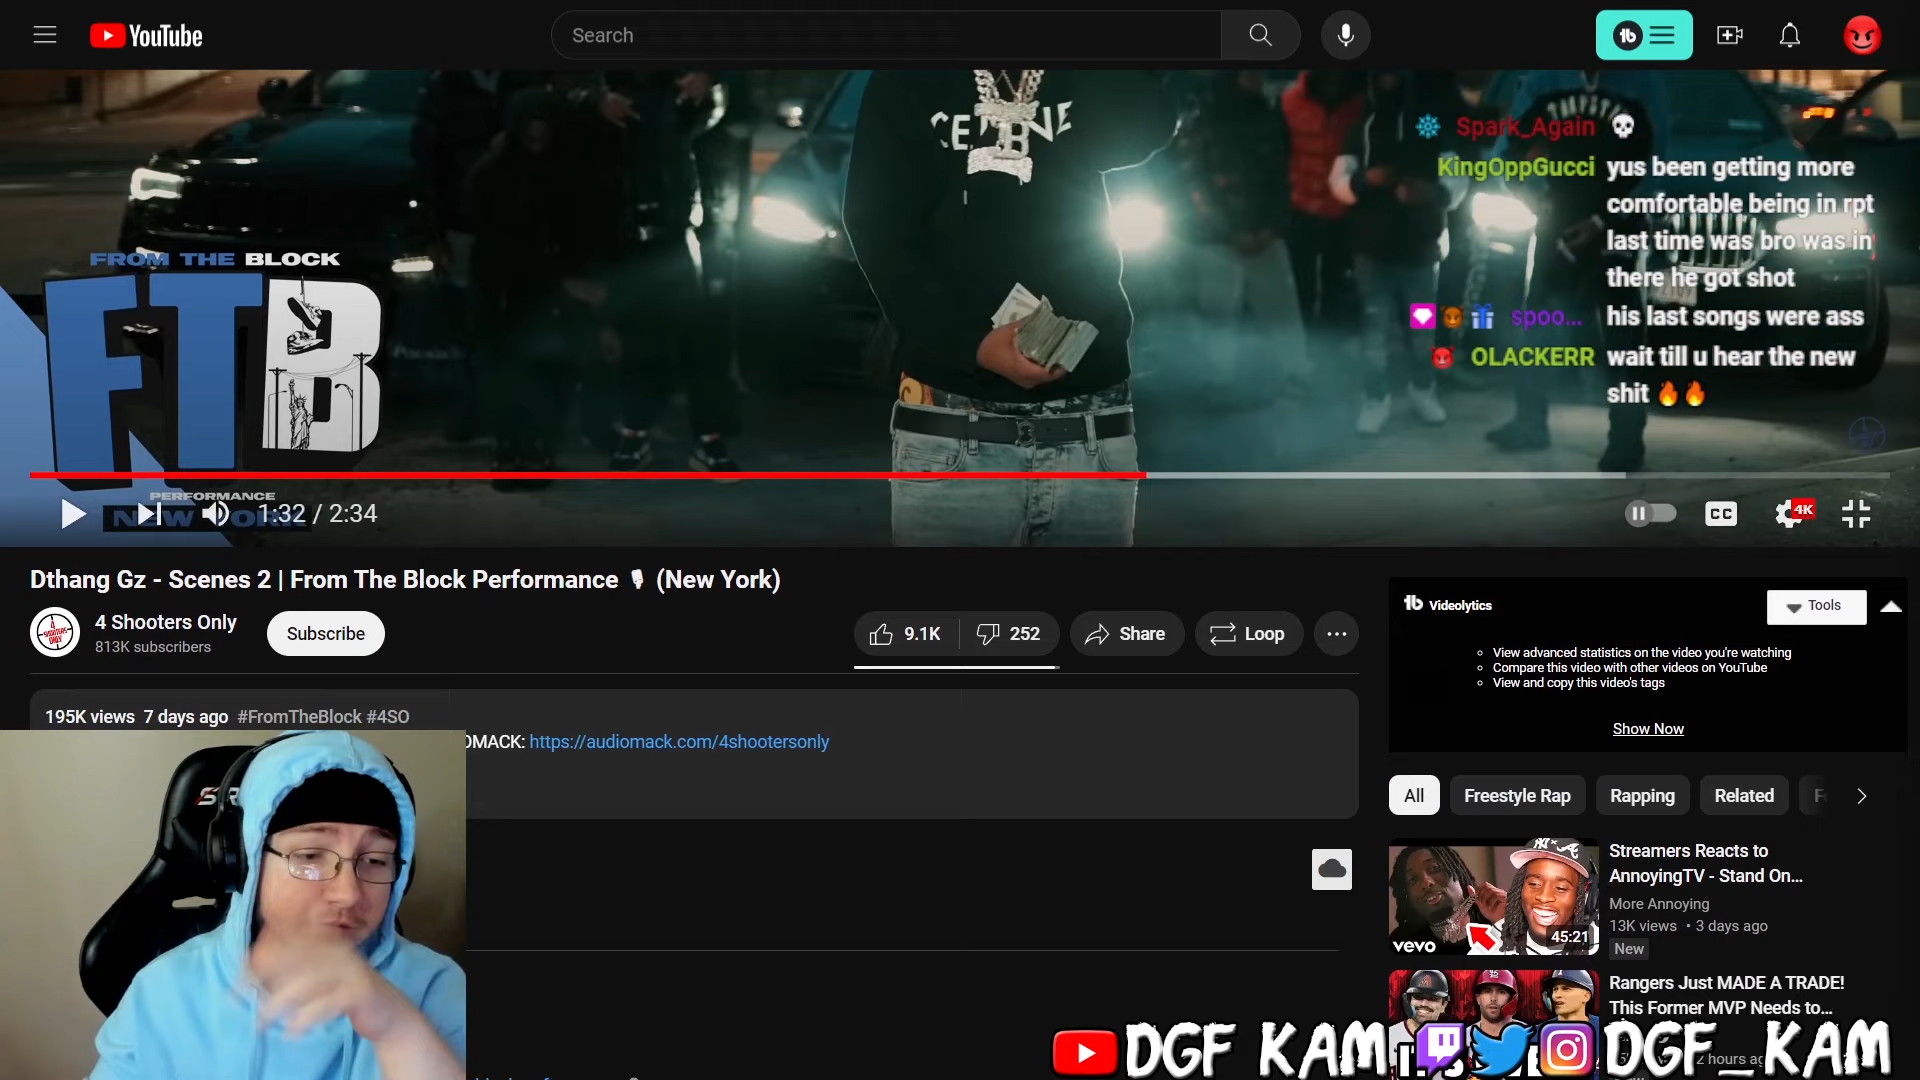 YouTube
Search
Spark_Again
KingOppGucci yus been getting more
comfortable being in rpt
last time was bro was in
there he got shot
spoo... his last songs were ass
OLACKERR wait till u hear the new
shit
FROM THE BLOCK
FTB
PERFORMANCE
NEW YORK
1:32 / 2:34
CC
4K
Dthang Gz - Scenes 2 | From The Block Performance 🎙 (New York)
4 Shooters Only
813K subscribers
Subscribe
9.1K
252
Share
Loop
Videolytics
Tools
View advanced statistics on the video you're watching
Compare this video with other videos on YouTube
View and copy this video's tags
Show Now
195K views 7 days ago #FromTheBlock #4SO
https://audiomack.com/4shootersonly
All
Freestyle Rap
Rapping
Related
Streamers Reacts to
AnnoyingTV - Stand On...
More Annoying
13K views • 3 days ago
New
vevo
45:21
Rangers Just MADE A TRADE!
This Former MVP Needs to...
2 hours ag
DGF KAM
DGF_KAM